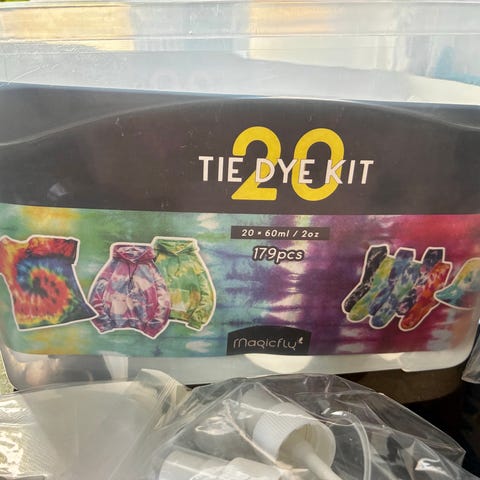 20
TIE DYE KIT
20 × 60ml / 2oz
179pcs
magicfly